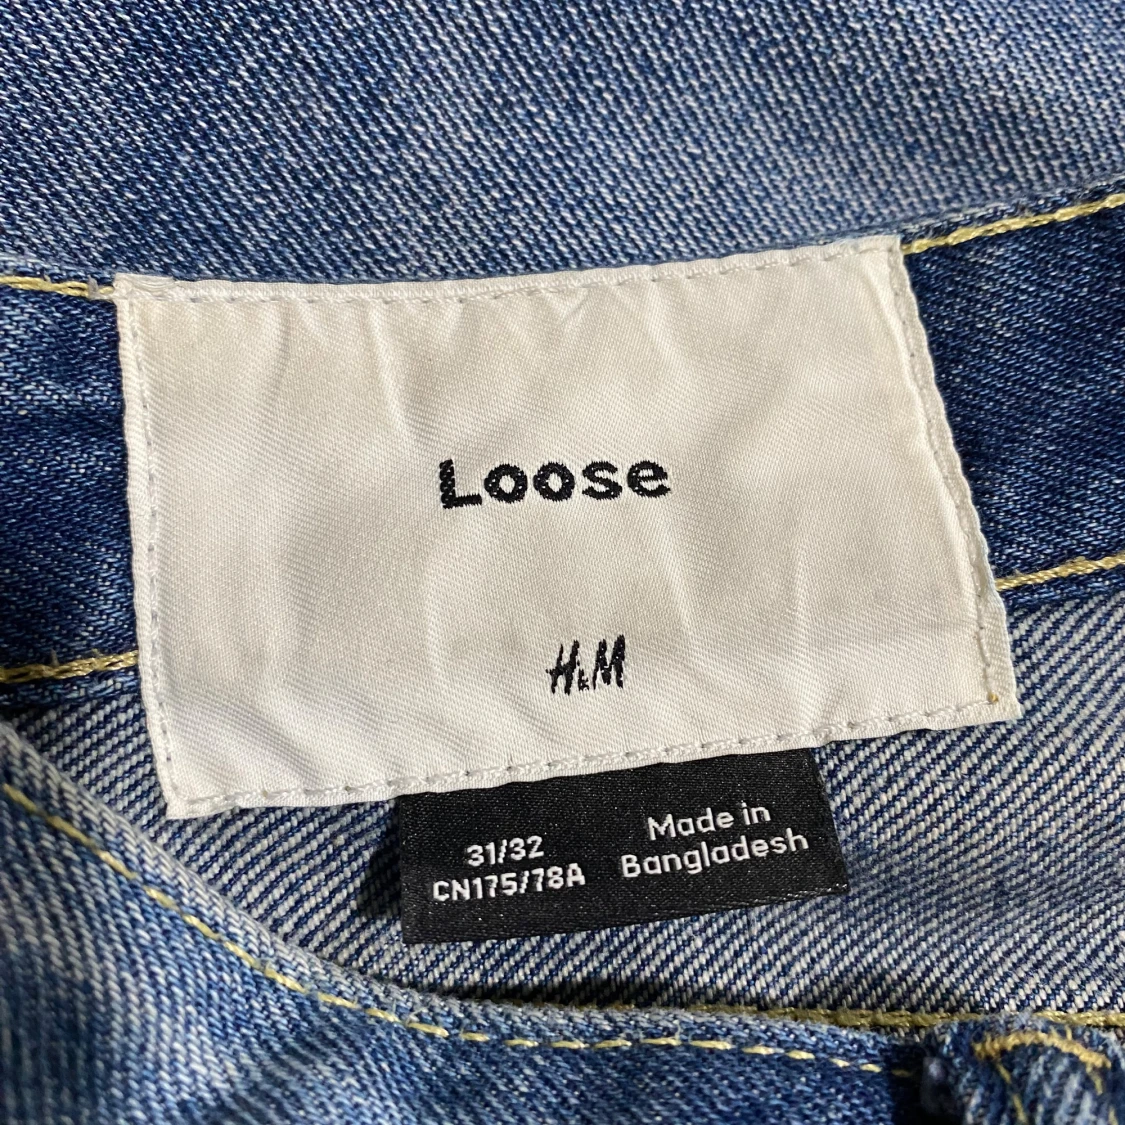 Loose
H&M
31/32
CN175/78A
Made in
Bangladesh